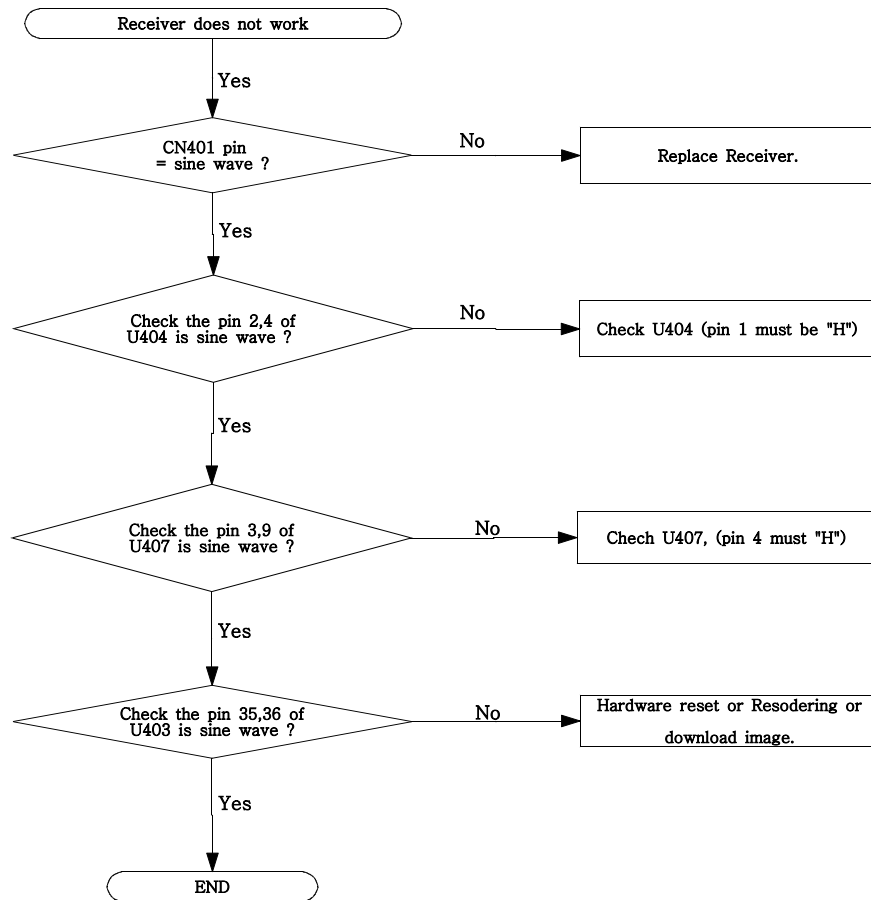 Receiver does not work
Yes
CN401 pin
= sine wave ?
No
Replace Receiver.
Yes
Check the pin 2,4 of
U404 is sine wave ?
No
Check U404 (pin 1 must be "H")
Yes
Check the pin 3,9 of
U407 is sine wave ?
No
Chech U407, (pin 4 must "H")
Yes
Check the pin 35,36 of
U403 is sine wave ?
No
Hardware reset or Resodering or
download image.
Yes
END